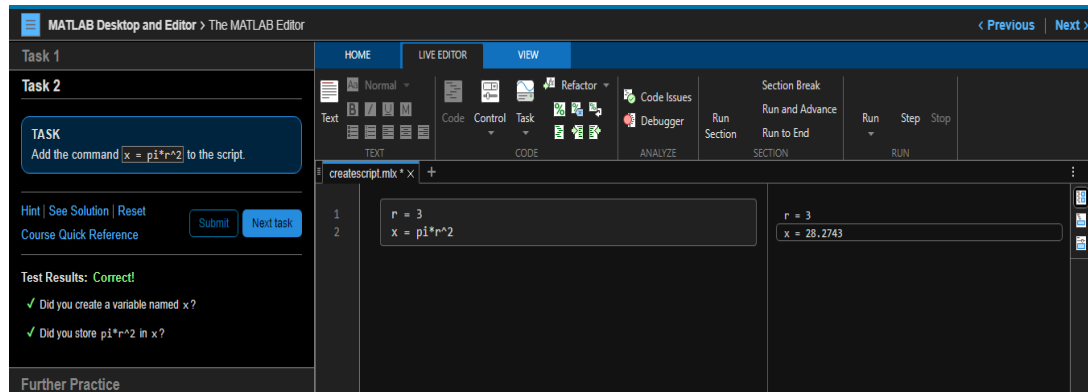 MATLAB Desktop and Editor > The MATLAB Editor
< Previous | Next >
Task 1
Task 2
TASK
Add the command x = pi*r^2 to the script.
Hint | See Solution | Reset
Course Quick Reference
Submit
Next task
Test Results: Correct!
Did you create a variable named x?
Did you store pi*r^2 in x?
Further Practice
HOME
LIVE EDITOR
VIEW
Text
Aa Normal
B I U M
TEXT
Code
Control
Task
Refactor
CODE
Code Issues
Debugger
ANALYZE
Run Section
Section Break
Run and Advance
Run to End
SECTION
Run
Step
Stop
RUN
createscript.mlx * × +
1 r = 3
2 x = pi*r^2
r = 3
x = 28.2743